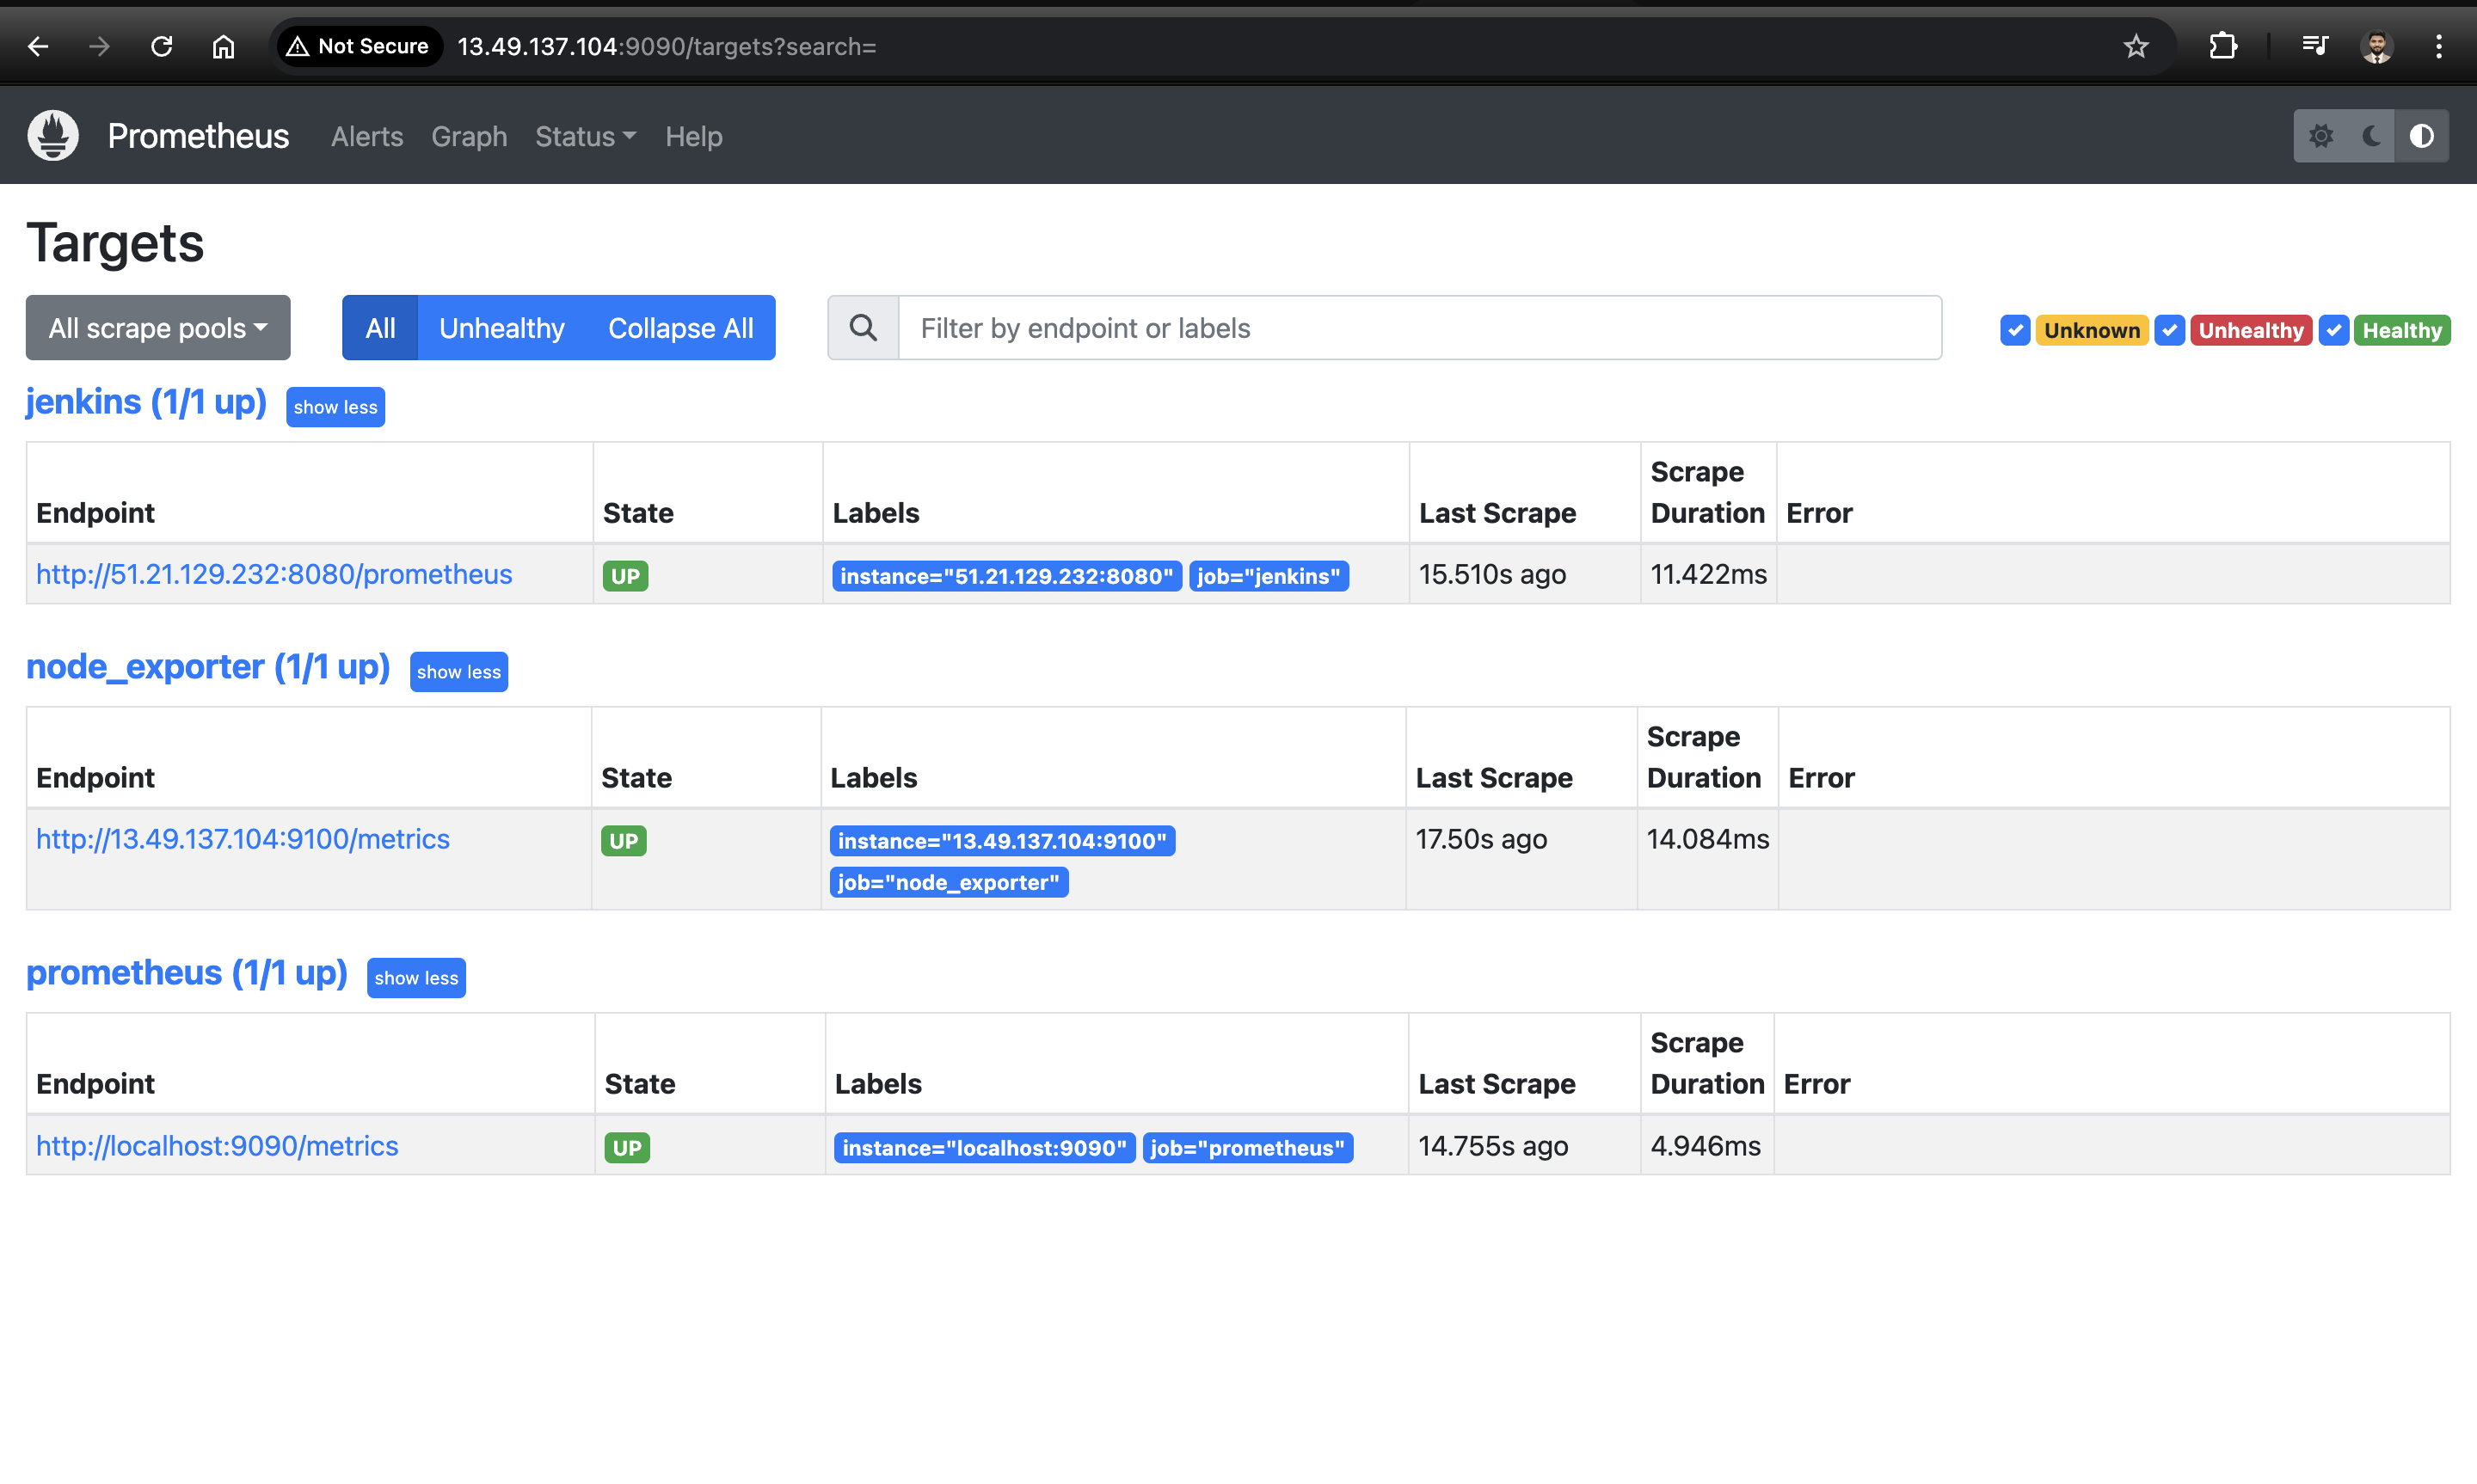 Not Secure 13.49.137.104:9090/targets?search=
Prometheus Alerts Graph Status Help
Targets
All scrape pools All Unhealthy Collapse All Filter by endpoint or labels Unknown Unhealthy Healthy
jenkins (1/1 up) show less
Endpoint State Labels Last Scrape Scrape Duration Error
http://51.21.129.232:8080/prometheus UP instance="51.21.129.232:8080" job="jenkins" 15.510s ago 11.422ms
node_exporter (1/1 up) show less
Endpoint State Labels Last Scrape Scrape Duration Error
http://13.49.137.104:9100/metrics UP instance="13.49.137.104:9100" 17.50s ago 14.084ms
job="node_exporter"
prometheus (1/1 up) show less
Endpoint State Labels Last Scrape Scrape Duration Error
http://localhost:9090/metrics UP instance="localhost:9090" job="prometheus" 14.755s ago 4.946ms